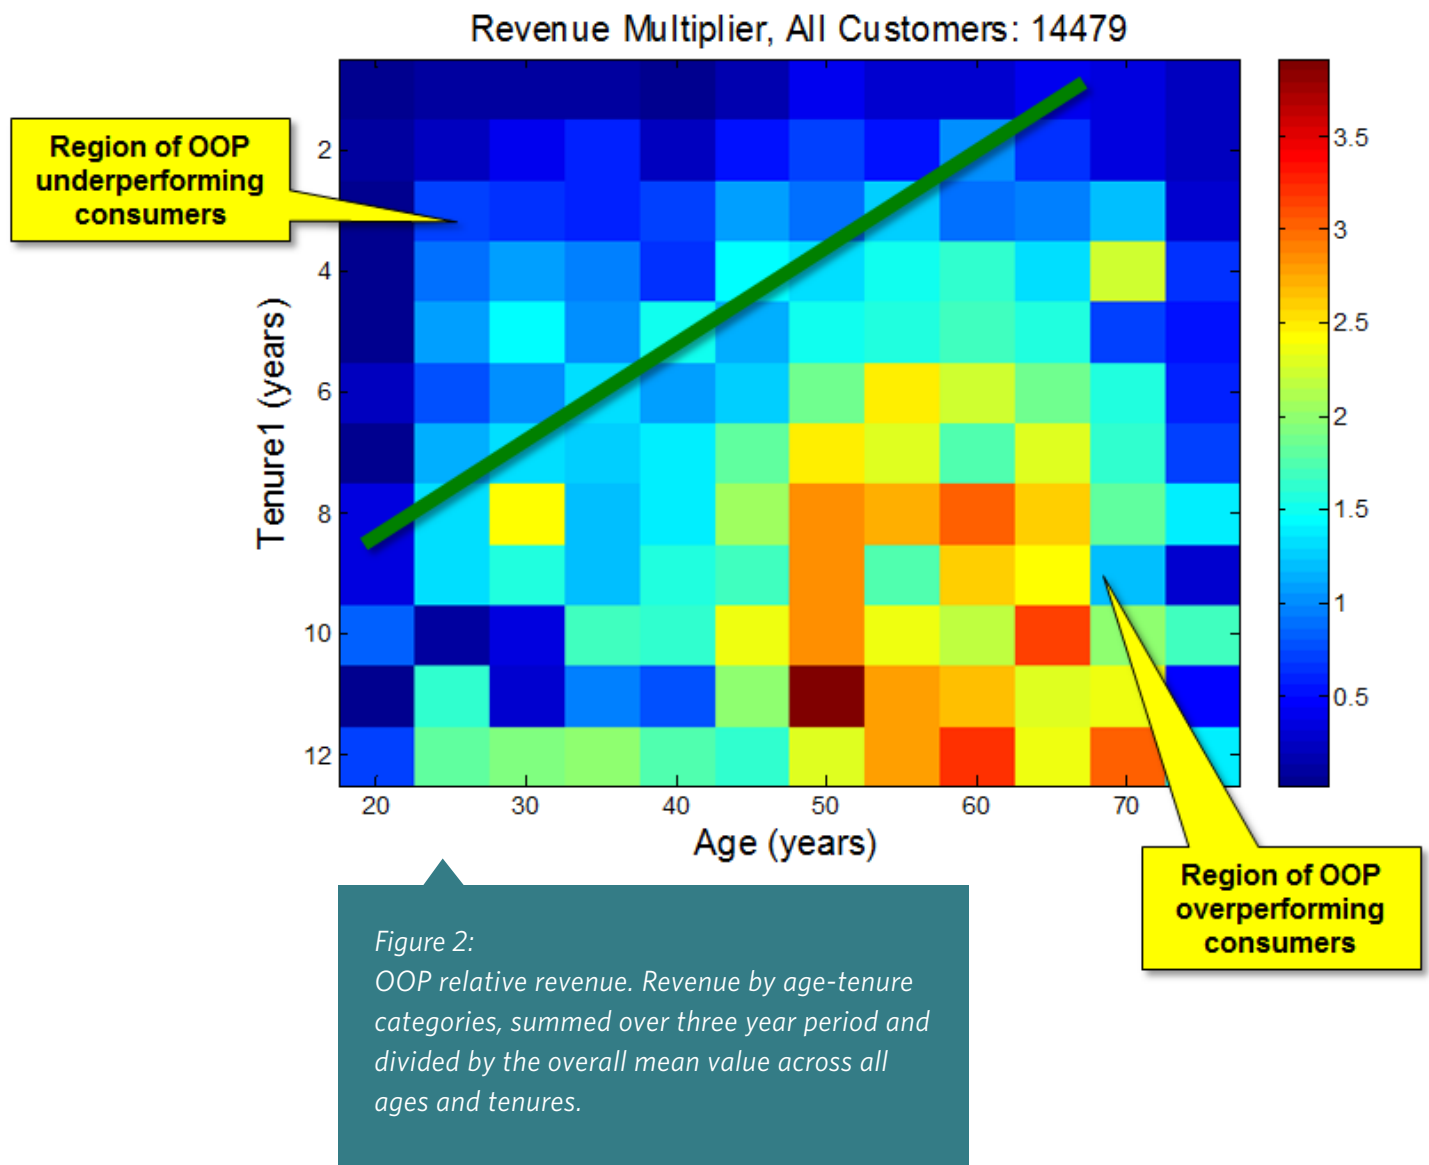 Revenue Multiplier, All Customers: 14479
Region of OOP
underperforming
consumers
Tenure1 (years)
2
4
6
8
10
12
20
30
40
50
60
70
Age (years)
3.5
3
2.5
2
1.5
1
0.5
Region of OOP
overperforming
consumers
Figure 2:
OOP relative revenue. Revenue by age-tenure
categories, summed over three year period and
divided by the overall mean value across all
ages and tenures.